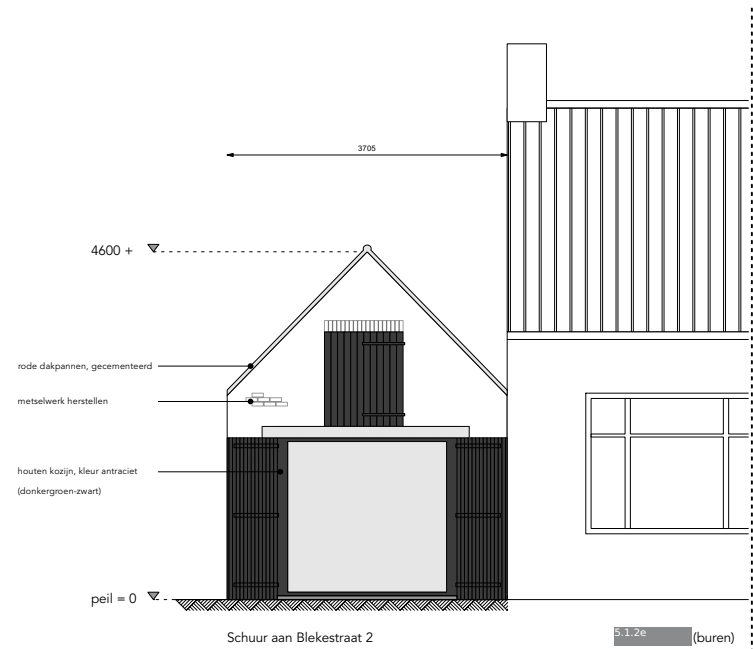 3705
4600 +
rode dakpannen, gecementeerd
metselwerk herstellen
houten kozijn, kleur antraciet
(donkergroen-zwart)
peil = 0
Schuur aan Blekestraat 2
5.1.2e (buren)